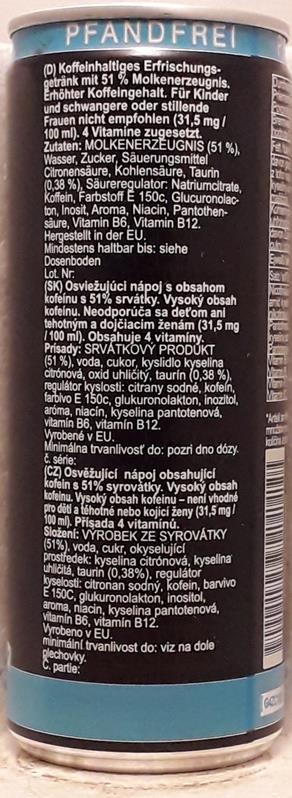 PFANDFREI
(D) Koffeinhaltiges Erfrischungs-
getränk mit 51 % Molkenerzeugnis.
Erhöhter Koffeingehalt. Für Kinder
und schwangere oder stillende
Frauen nicht empfohlen (31,5 mg /
100 ml). 4 Vitamine zugesetzt.
Zutaten: MOLKENERZEUGNIS (51 %),
Wasser, Zucker, Säuerungsmittel
Citronensäure, Kohlensäure, Taurin
(0,38 %), Säureregulator: Natriumcitrate,
Koffein, Farbstoff E 150c, Glucuronolac-
ton, Inosit, Aroma, Niacin, Pantothen-
säure, Vitamin B6, Vitamin B12.
Hergestellt in der EU.
Mindestens haltbar bis: siehe
Dosenboden
Lot. Nr:
(SK) Osviežujúci nápoj s obsahom
kofeínu s 51% srvátky. Vysoký obsah
kofeínu. Neodporúča sa deťom ani
tehotným a dojčiacim ženám (31,5 mg
/ 100 ml). Obsahuje 4 vitamíny.
Prísady: SRVÁTKOVÝ PRODUKT
(51 %), voda, cukor, kyslidlo kyselina
citrónová, oxid uhličitý, taurín (0,38 %),
regulátor kyslosti: citrany sodné, kofeín,
farbivo E 150c, glukuronolakton, inozitol,
aróma, niacín, kyselina pantotenová,
vitamín B6, vitamín B12.
Vyrobené v EU.
Minimálna trvanlivosť do: pozri dno dózy.
č. série:
(CZ) Osvěžující nápoj obsahující
kofein s 51% syrovátky. Vysoký obsah
kofeinu. Vysoký obsah kofeinu – není vhodné
pro děti a těhotné nebo kojící ženy (31,5 mg /
100 ml). Přísada 4 vitamínů.
Složení: VÝROBEK ZE SYROVÁTKY
(51%), voda, cukr, okyselující
prostředek: kyselina citrónová, kyselina
uhličitá, taurin (0,38%), regulátor
kyselosti: citronan sodný, kofein, barvivo
E 150C, glukuronolakton, inositol,
aroma, niacin, kyselina pantotenová,
vitamín B6, vitamín B12.
Vyrobeno v EU.
minimální trvanlivost do: viz na dole
plechovky.
Č. partie: